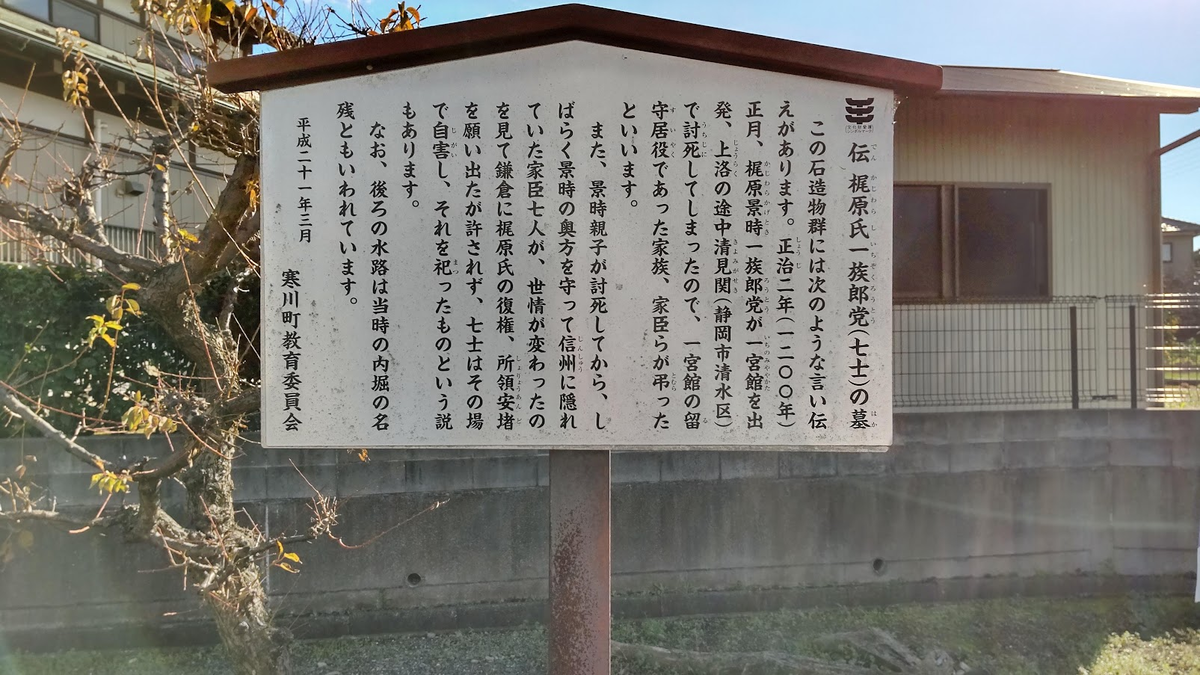 伝 梶原氏一族郎党(七士)の墓
この石造物群には次のような言い伝
えがあります。正治二年(一二〇〇年)
正月、梶原景時一族郎党が一宮館を出
発、上洛の途中清見関(静岡市清水区)
で討死してしまったので、一宮館の留
守居役であった家族、家臣らが弔った
といいます。
また、景時親子が討死してから、し
ばらく景時の奥方を守って信州に隠れ
ていた家臣七人が、世情が変わったの
を見て鎌倉に梶原氏の復権、所領安堵
を願い出たが許されず、七士はその場
で自害し、それを祀ったものという説
もあります。
なお、後ろの水路は当時の内堀の名
残ともいわれています。
平成二十一年三月
寒川町教育委員会